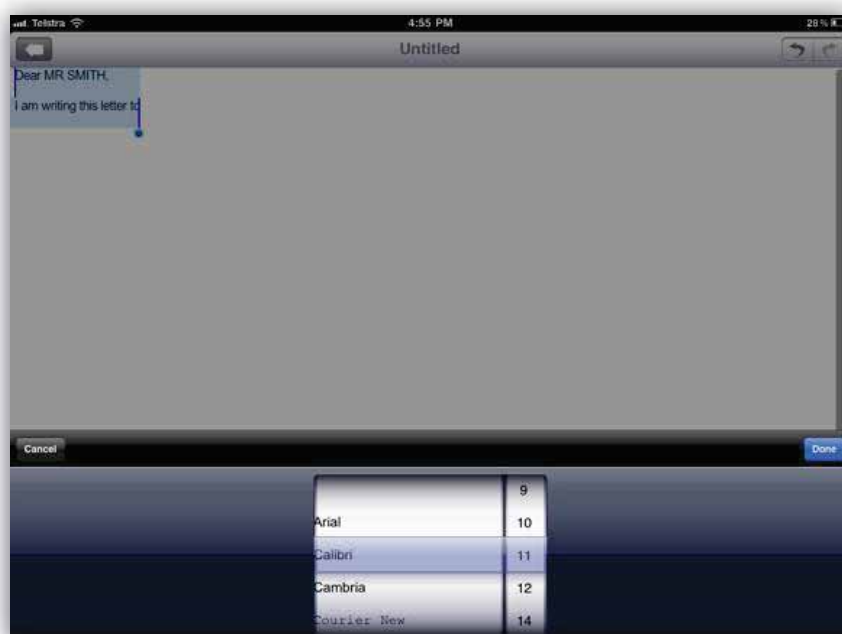 Telstra 4:55 PM 28%
Untitled
Dear MR SMITH,
I am writing this letter to
Cancel Done
9
Arial 10
Calibri 11
Cambria 12
Courier New 14